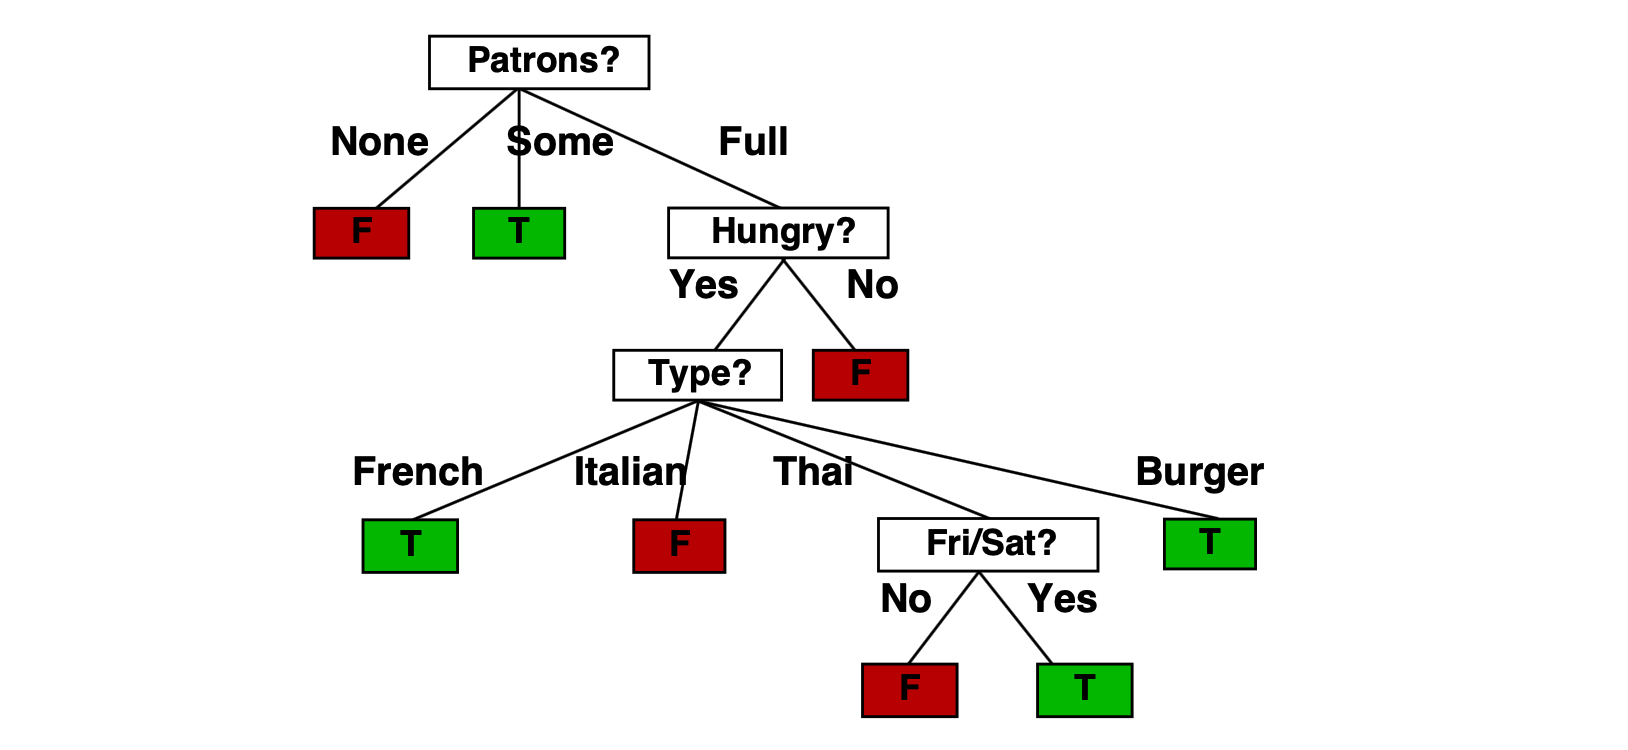 Patrons?
None Some Full
F T Hungry?
Yes No
Type? F
French Italian Thai Burger
T F Fri/Sat? T
No Yes
F T